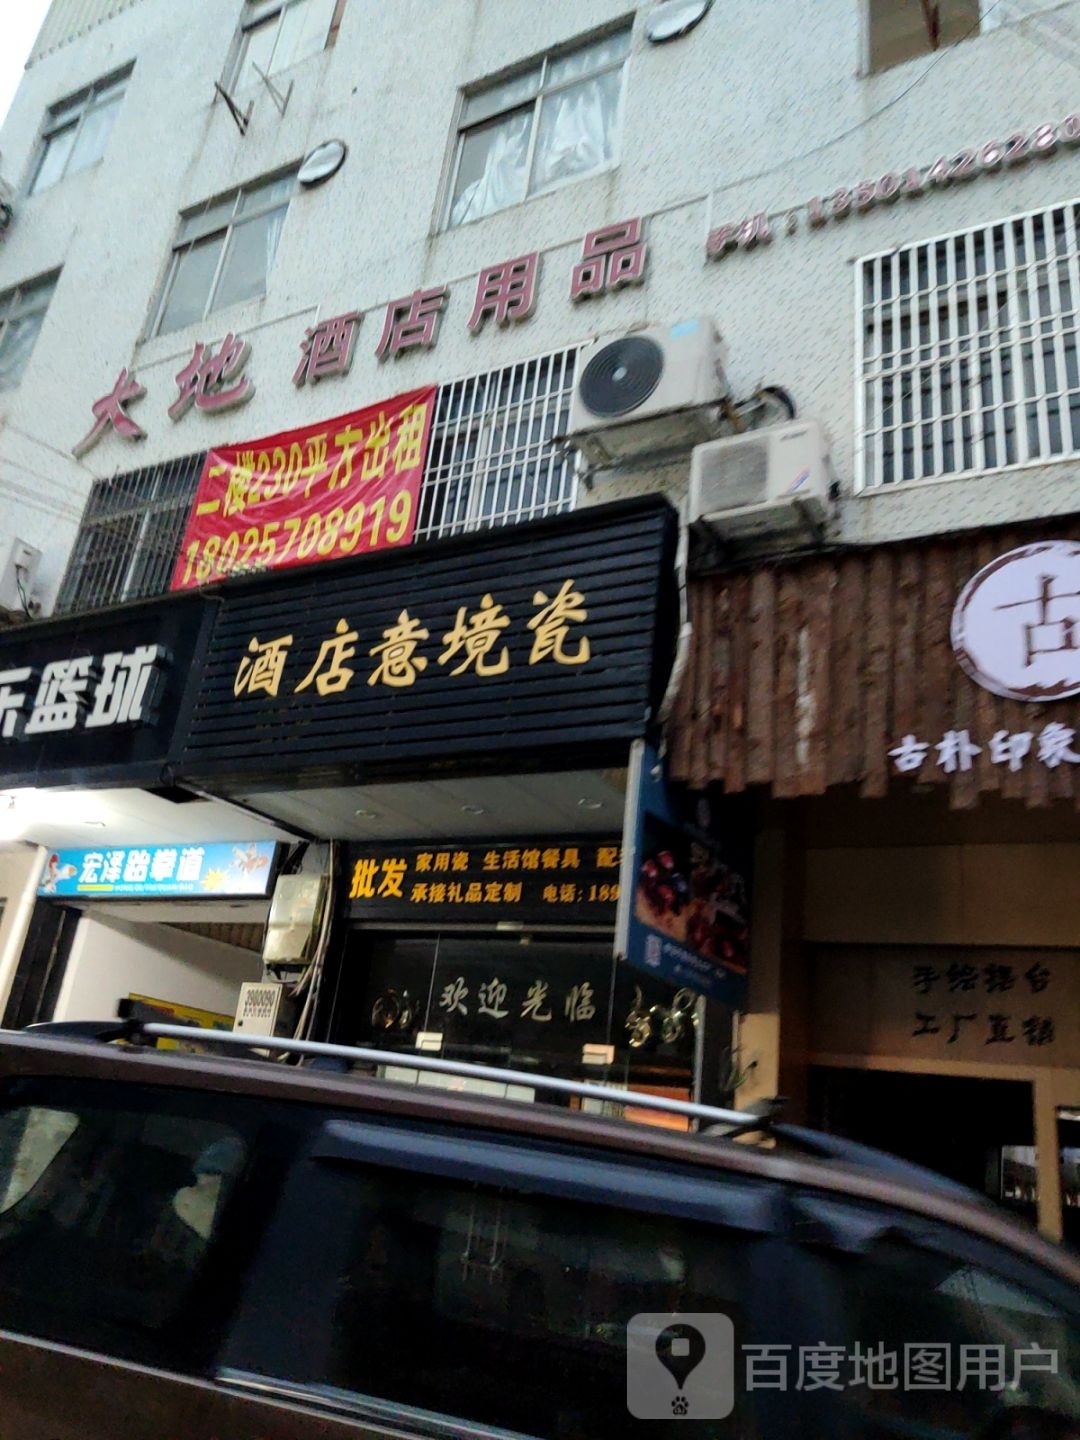 大地 酒店用品
手机：1350142628
二楼230平方出租
18025708919
酒店意境瓷
乐篮球
古
古朴印象
宏泽跆拳道
批发
家用瓷 生活馆餐具
承接礼品定制 电话:189
欢迎光临
2980090
手绘搭台
工厂直销
百度地图用户